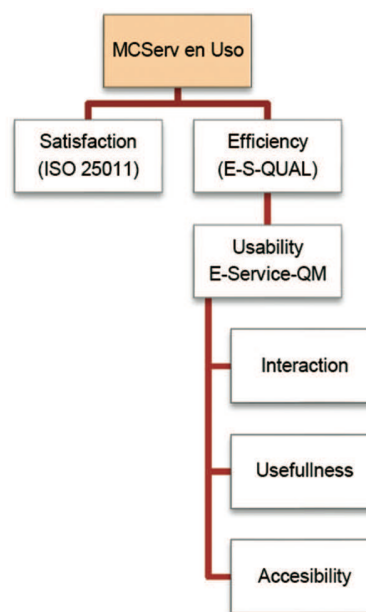 MCServ en Uso
Satisfaction
(ISO 25011)
Efficiency
(E-S-QUAL)
Usability
E-Service-QM
Interaction
Usefullness
Accesibility